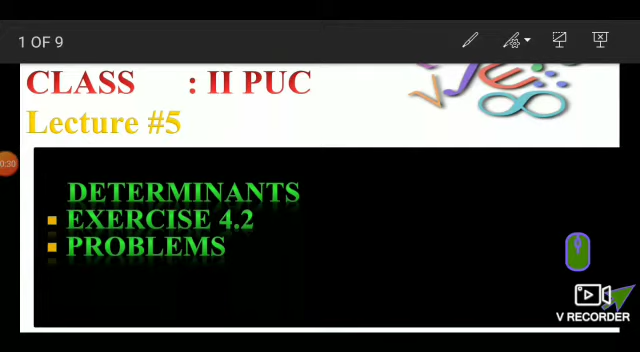 1 OF 9
CLASS : II PUC
Lecture #5
0:30
DETERMINANTS
▪ EXERCISE 4.2
▪ PROBLEMS
V RECORDER